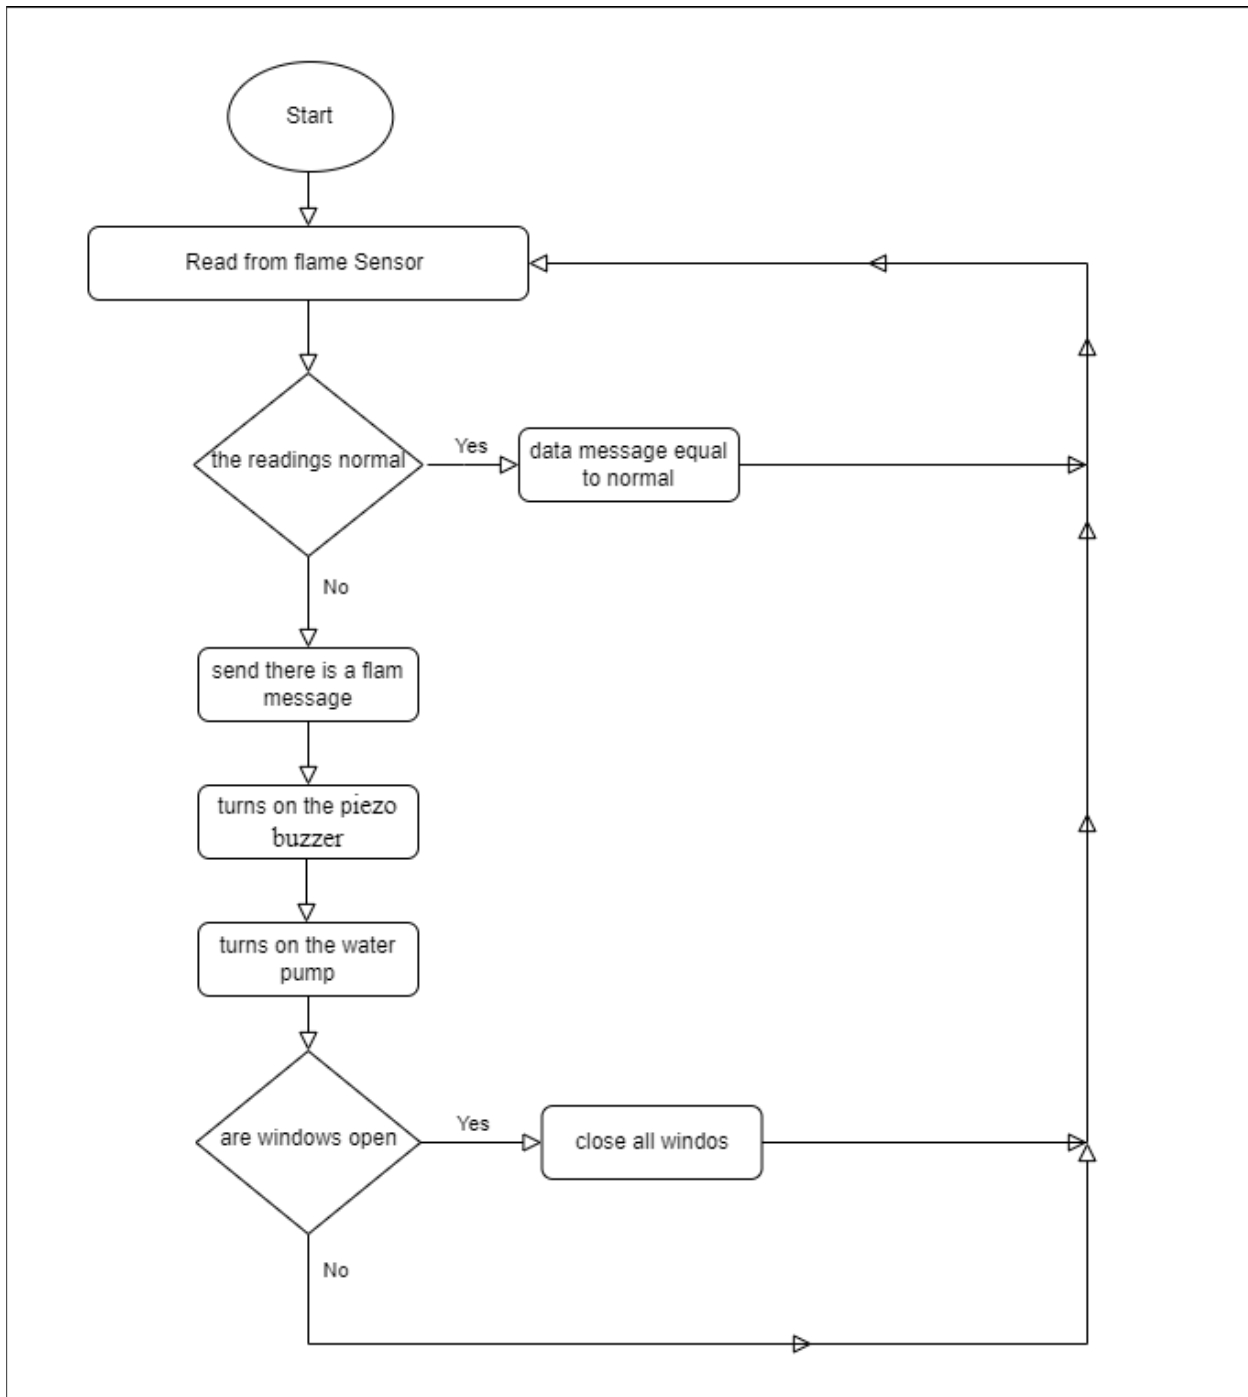 Start
Read from flame Sensor
the readings normal
Yes
data message equal
to normal
No
send there is a flam
message
turns on the piezo
buzzer
turns on the water
pump
are windows open
Yes
close all windos
No